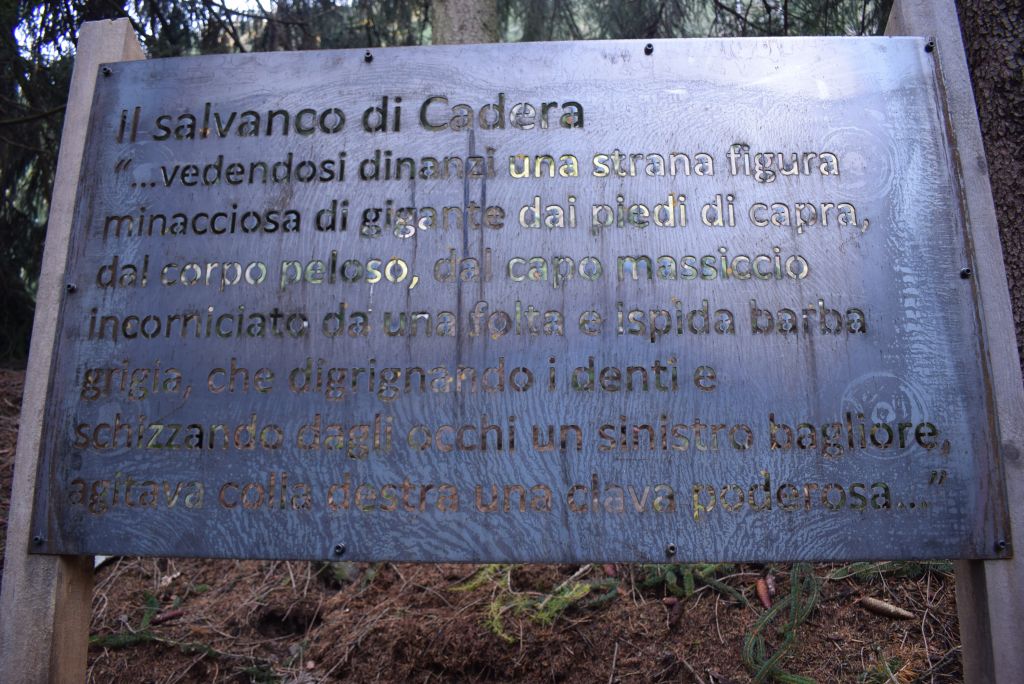 Il salvanco di Cadera
“...vedendosi dinanzi una strana figura
minacciosa di gigante dai piedi di capra,
dal corpo peloso, dal capo massiccio
incorniciato da una folta e ispida barba
grigia, che digrignando i denti e
schizzando dagli occhi un sinistro bagliore,
agitava colla destra una clava poderosa...”